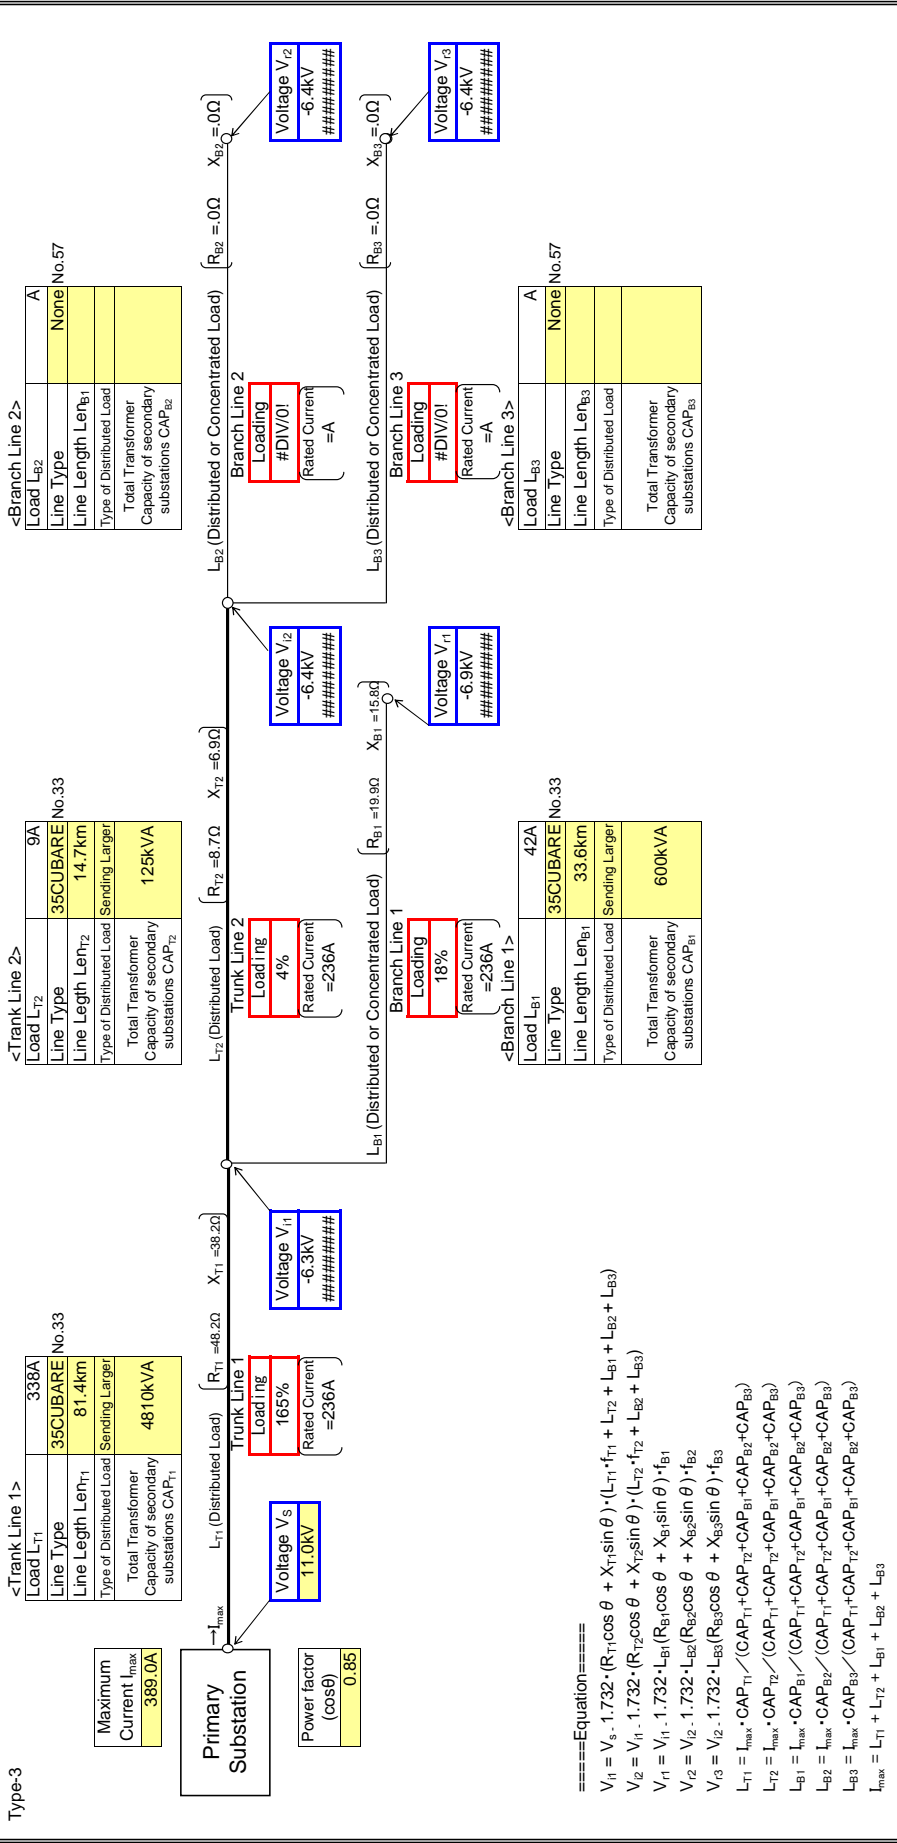 Type-3
Maximum
Current Imax
389.0A
Primary
Substation
Power factor
(cosθ)
0.85
→Imax
Voltage VS
11.0kV
<Trank Line 1>
Load LT1 338A
Line Type 35CUBARE No.33
Line Legth LenT1 81.4km
Type of Distributed Load Sending Larger
Total Transformer
Capacity of secondary
substations CAPT1
4810kVA
LT1 (Distributed Load)
RT1 =48.2Ω XT1 =38.2Ω
Trunk Line 1
Loading
165%
Rated Current
=236A
Voltage Vi1
-6.3kV
#########
<Trank Line 2>
Load LT2 9A
Line Type 35CUBARE No.33
Line Legth LenT2 14.7km
Type of Distributed Load Sending Larger
Total Transformer
Capacity of secondary
substations CAPT2
125kVA
LT2 (Distributed Load)
RT2 =8.7Ω XT2 =6.9Ω
Trunk Line 2
Loading
4%
Rated Current
=236A
Voltage Vi2
-6.4kV
#########
LB1 (Distributed or Concentrated Load)
RB1 =19.9Ω XB1 =15.8Ω
Branch Line 1
Loading
18%
Rated Current
=236A
Voltage Vr1
-6.9kV
#########
<Branch Line 1>
Load LB1 42A
Line Type 35CUBARE No.33
Line Length LenB1 33.6km
Type of Distributed Load Sending Larger
Total Transformer
Capacity of secondary
substations CAPB1
600kVA
<Branch Line 2>
Load LB2 A
Line Type None No.57
Line Length LenB1
Type of Distributed Load
Total Transformer
Capacity of secondary
substations CAPB2
LB2 (Distributed or Concentrated Load)
RB2 =.0Ω XB2 =.0Ω
Branch Line 2
Loading
#DIV/0!
Rated Current
=A
Voltage Vr2
-6.4kV
#########
LB3 (Distributed or Concentrated Load)
RB3 =.0Ω XB3 =.0Ω
Branch Line 3
Loading
#DIV/0!
Rated Current
=A
Voltage Vr3
-6.4kV
#########
<Branch Line 3>
Load LB3 A
Line Type None No.57
Line Length LenB3
Type of Distributed Load
Total Transformer
Capacity of secondary
substations CAPB3
=====Equation=====
Vi1 = Vs - 1.732・(RT1cos θ + XT1sin θ)・(LT1・fT1 + LT2 + LB1 + LB2 + LB3)
Vi2 = Vi1 - 1.732・(RT2cos θ + XT2sin θ)・(LT2・fT2 + LB2 + LB3)
Vr1 = Vi1 - 1.732・LB1(RB1cos θ + XB1sin θ)・fB1
Vr2 = Vi2 - 1.732・LB2(RB2cos θ + XB2sin θ)・fB2
Vr3 = Vi2 - 1.732・LB3(RB3cos θ + XB3sin θ)・fB3
LT1 = Imax・CAPT1／(CAPT1+CAPT2+CAPB1+CAPB2+CAPB3)
LT2 = Imax・CAPT2／(CAPT1+CAPT2+CAPB1+CAPB2+CAPB3)
LB1 = Imax・CAPB1／(CAPT1+CAPT2+CAPB1+CAPB2+CAPB3)
LB2 = Imax・CAPB2／(CAPT1+CAPT2+CAPB1+CAPB2+CAPB3)
LB3 = Imax・CAPB3／(CAPT1+CAPT2+CAPB1+CAPB2+CAPB3)
Imax = LT1 + LT2 + LB1 + LB2 + LB3